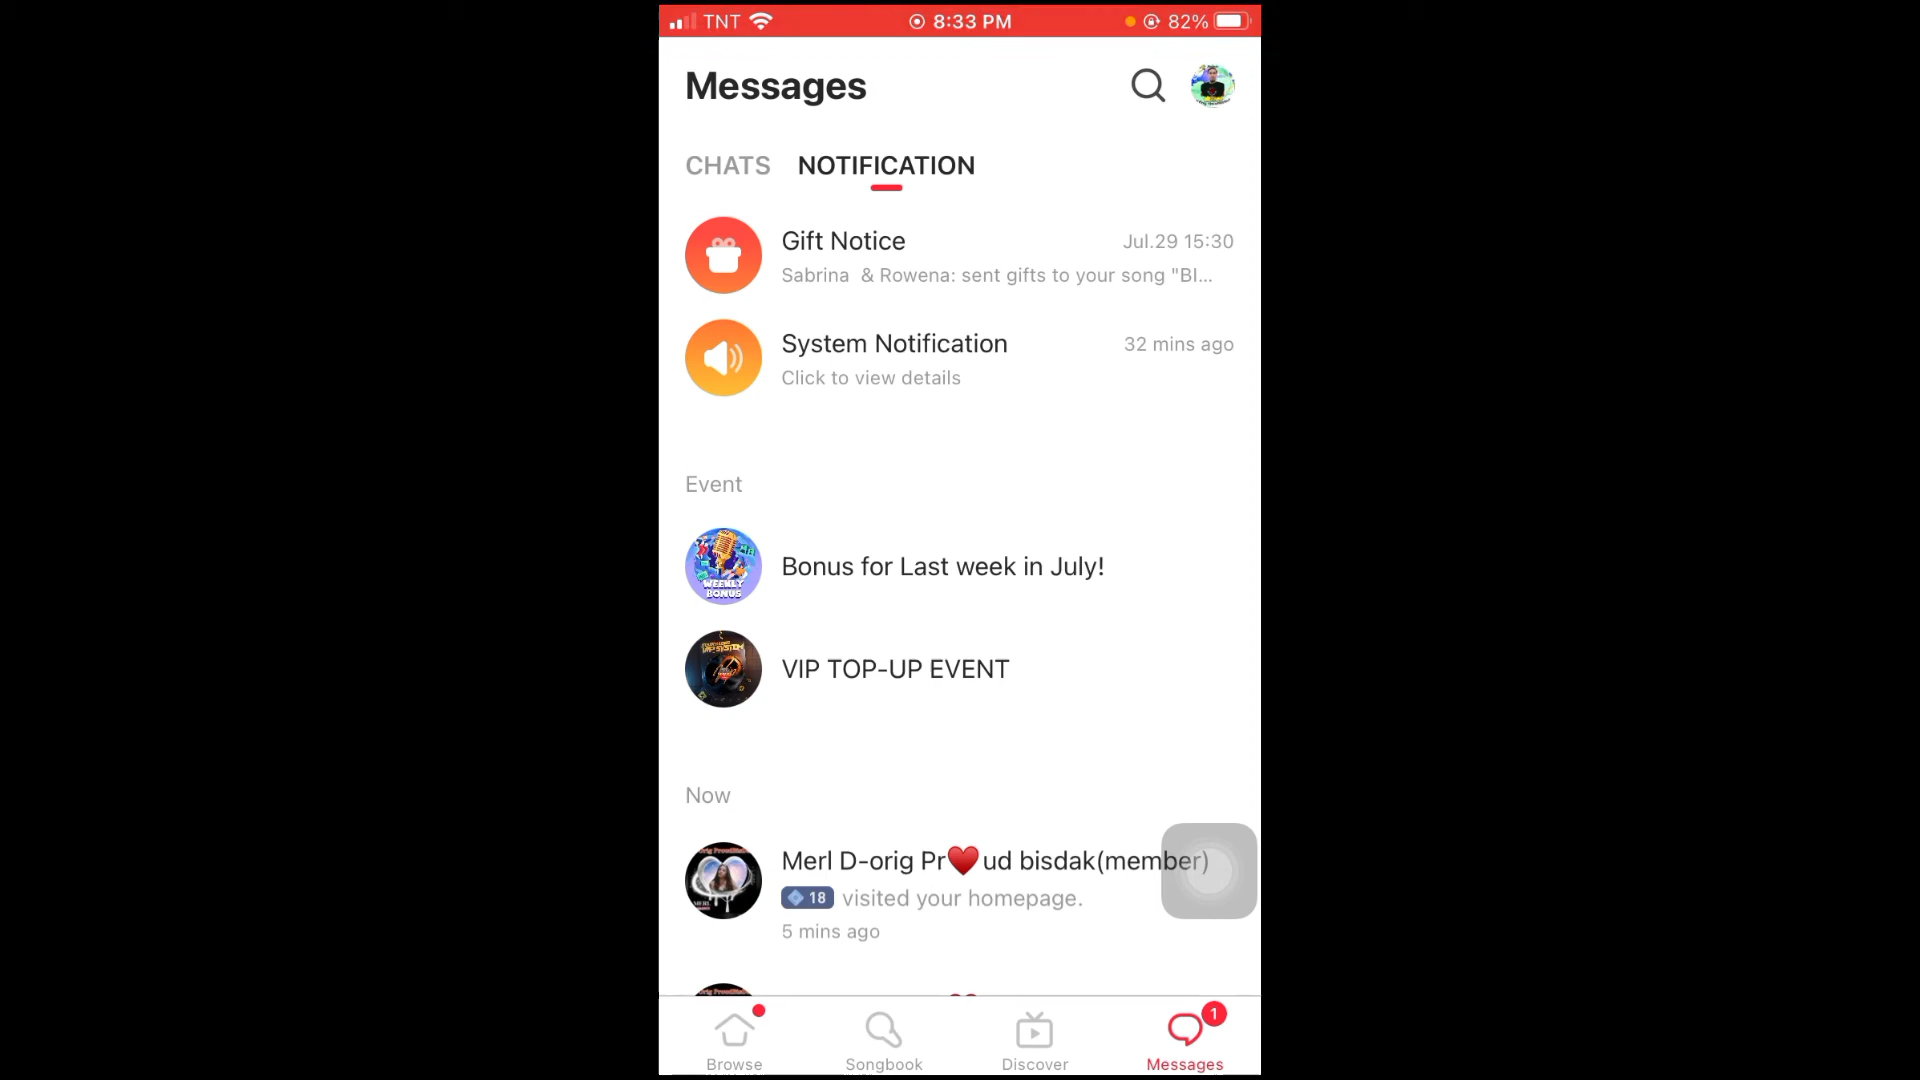 TNT 8:33 PM 82%
Messages
CHATS NOTIFICATION
Gift Notice Jul.29 15:30
Sabrina & Rowena: sent gifts to your song "BI...
System Notification 32 mins ago
Click to view details
Event
WEEKLY
BONUS
Bonus for Last week in July!
VIP TOP-UP EVENT
Now
Merl D-orig Pr❤️ud bisdak(member)
18 visited your homepage.
5 mins ago
1
Browse Songbook Discover Messages